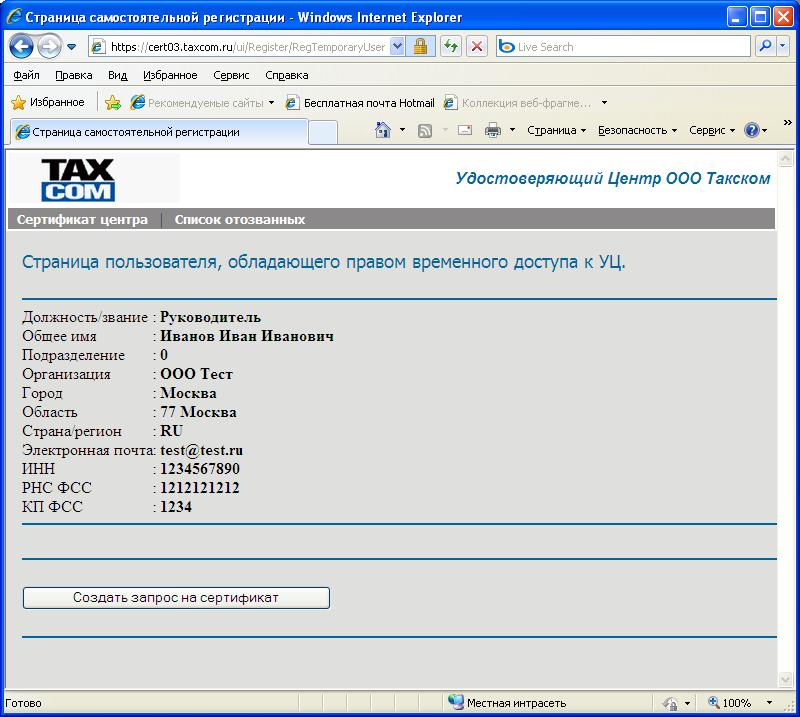 Страница самостоятельной регистрации - Windows Internet Explorer
https://cert03.taxcom.ru/ui/Register/RegTemporaryUser
Live Search
Файл Правка Вид Избранное Сервис Справка
Избранное Рекомендуемые сайты Бесплатная почта Hotmail Коллекция веб-фрагме...
Страница самостоятельной регистрации Страница Безопасность Сервис »
TAX
COM
Удостоверяющий Центр ООО Такском
Сертификат центра | Список отозванных
Страница пользователя, обладающего правом временного доступа к УЦ.
Должность/звание : Руководитель
Общее имя : Иванов Иван Иванович
Подразделение : 0
Организация : ООО Тест
Город : Москва
Область : 77 Москва
Страна/регион : RU
Электронная почта: test@test.ru
ИНН : 1234567890
РНС ФСС : 1212121212
КП ФСС : 1234
Создать запрос на сертификат
Готово Местная интрасеть 100%